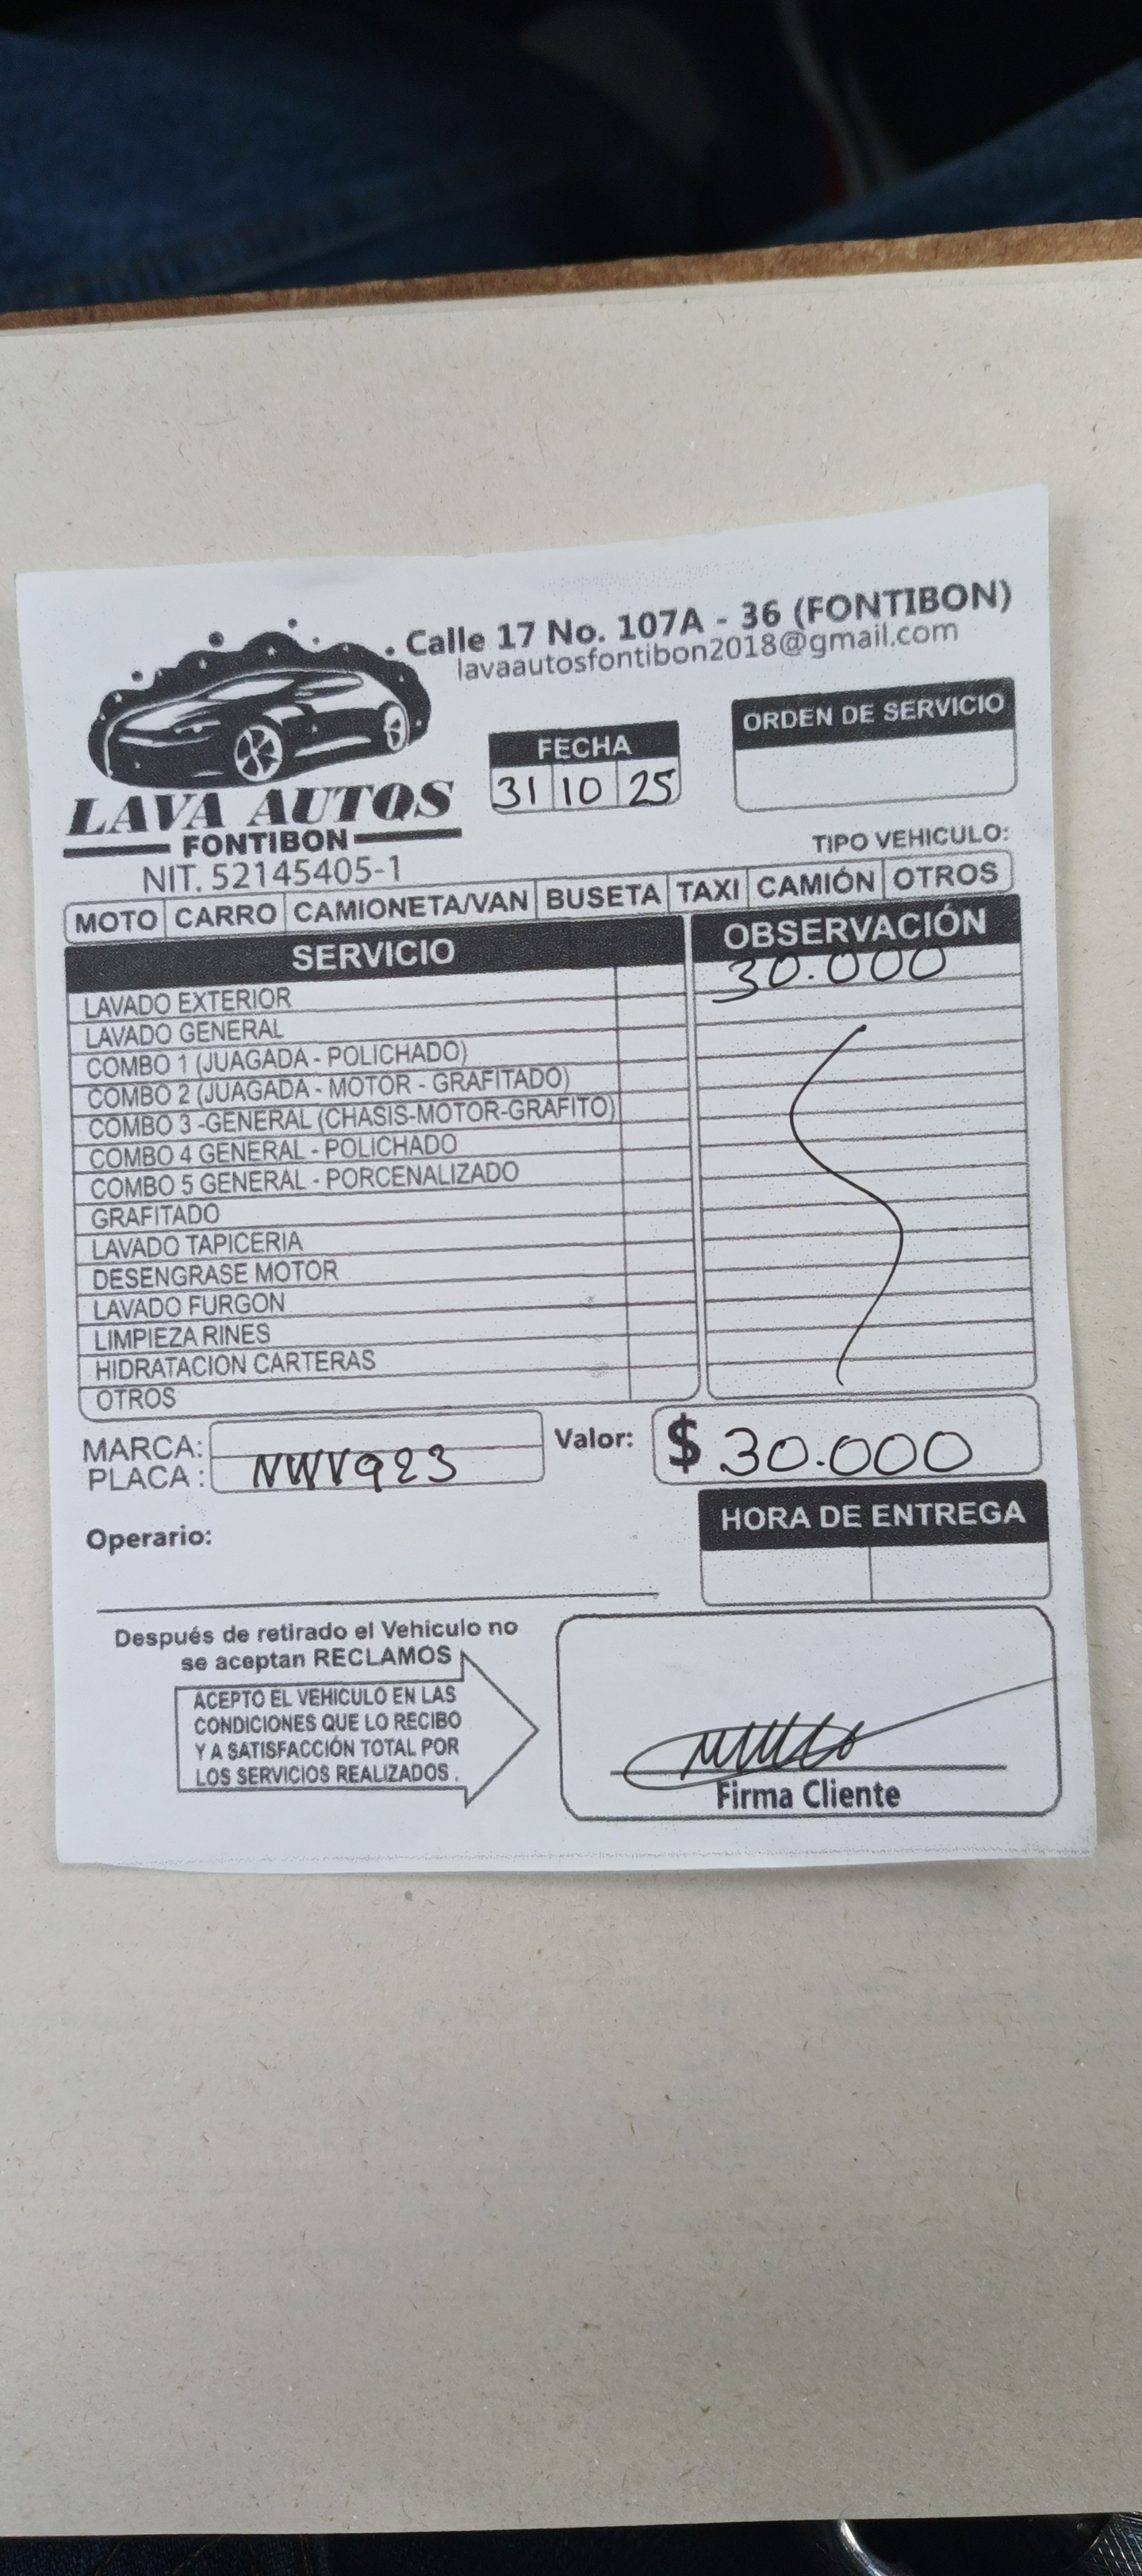 Calle 17 No. 107A - 36 (FONTIBON)
lavaautosfontibon2018@gmail.com
LAVA AUTOS
FONTIBON
NIT. 52145405-1
FECHA
31 10 25
ORDEN DE SERVICIO
TIPO VEHICULO:
MOTO CARRO CAMIONETA/VAN BUSETA TAXI CAMIÓN OTROS
SERVICIO OBSERVACIÓN
LAVADO EXTERIOR 30.000
LAVADO GENERAL
COMBO 1 (JUAGADA - POLICHADO)
COMBO 2 (JUAGADA - MOTOR - GRAFITADO)
COMBO 3 -GENERAL (CHASIS-MOTOR-GRAFITO)
COMBO 4 GENERAL - POLICHADO
COMBO 5 GENERAL - PORCENALIZADO
GRAFITADO
LAVADO TAPICERIA
DESENGRASE MOTOR
LAVADO FURGON
LIMPIEZA RINES
HIDRATACION CARTERAS
OTROS
MARCA:
PLACA : NWV923
Valor: $ 30.000
HORA DE ENTREGA
Operario:
Después de retirado el Vehiculo no
se aceptan RECLAMOS
ACEPTO EL VEHICULO EN LAS
CONDICIONES QUE LO RECIBO
Y A SATISFACCIÓN TOTAL POR
LOS SERVICIOS REALIZADOS .
Firma Cliente